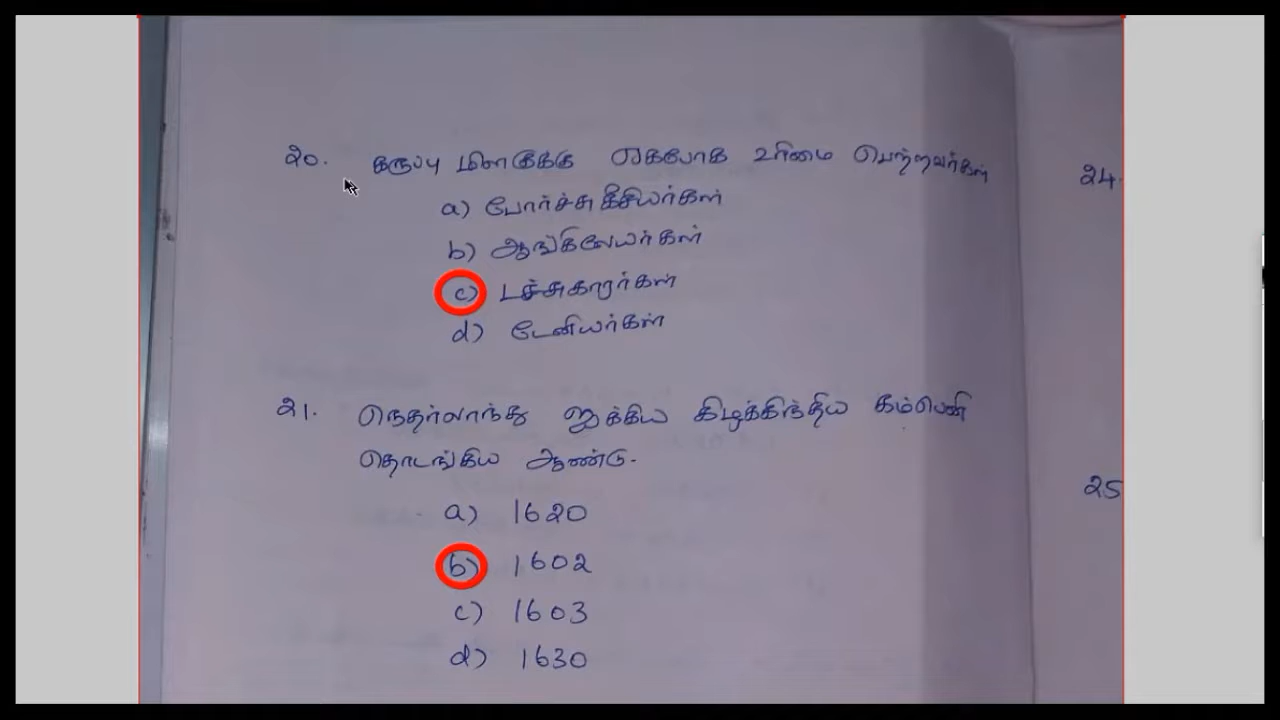 20. கருப்பு மிளகுக்கு ஏகபோக உரிமை பெற்றவர்கள்
a) போர்ச்சுகீசியர்கள்
b) ஆங்கிலேயர்கள்
c) டச்சுகாரர்கள்
d) டேனியர்கள்
21. நெதர்லாந்து ஐக்கிய கிழக்கிந்திய கம்பெனி
தொடங்கிய ஆண்டு.
a) 1620
b) 1602
c) 1603
d) 1630
24.
25